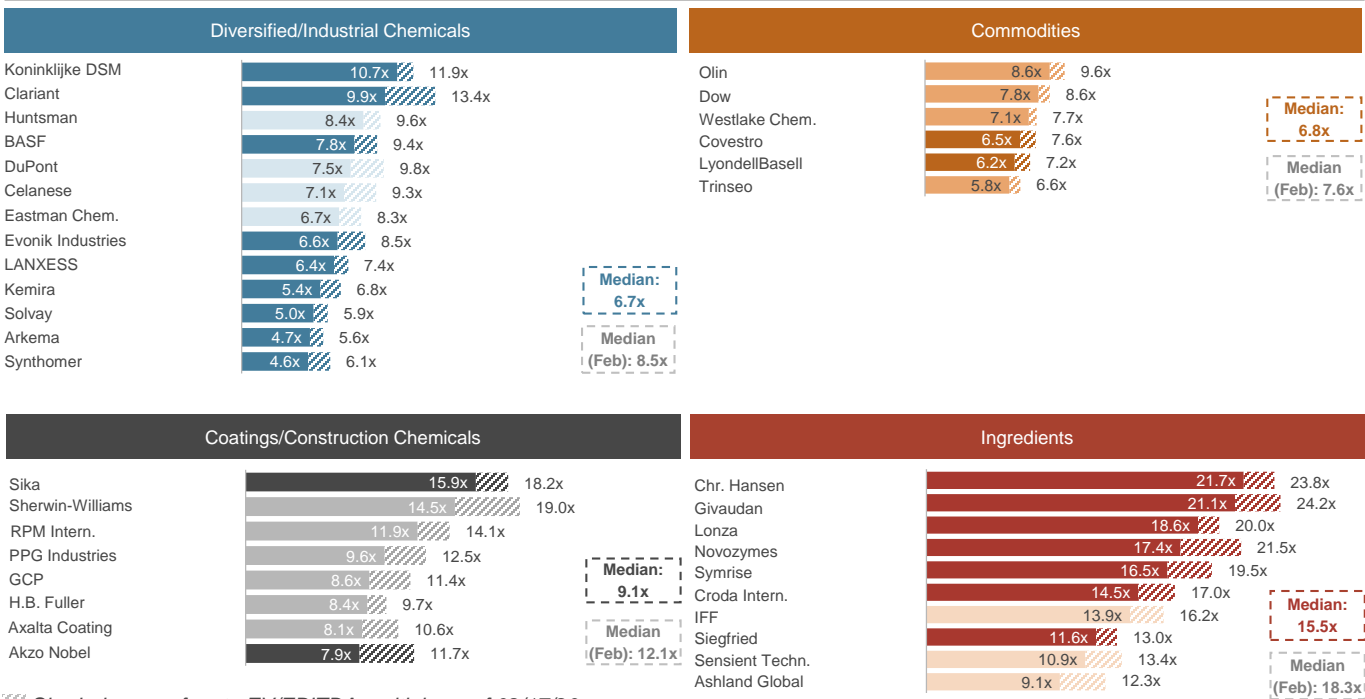 Diversified/Industrial Chemicals
Koninklijke DSM 10.7x 11.9x
Clariant 9.9x 13.4x
Huntsman 8.4x 9.6x
BASF 7.8x 9.4x
DuPont 7.5x 9.8x
Celanese 7.1x 9.3x
Eastman Chem. 6.7x 8.3x
Evonik Industries 6.6x 8.5x
LANXESS 6.4x 7.4x
Kemira 5.4x 6.8x
Solvay 5.0x 5.9x
Arkema 4.7x 5.6x
Synthomer 4.6x 6.1x
Median:
6.7x
Median
(Feb): 8.5x
Commodities
Olin 8.6x 9.6x
Dow 7.8x 8.6x
Westlake Chem. 7.1x 7.7x
Covestro 6.5x 7.6x
LyondellBasell 6.2x 7.2x
Trinseo 5.8x 6.6x
Median:
6.8x
Median
(Feb): 7.6x
Coatings/Construction Chemicals
Sika 15.9x 18.2x
Sherwin-Williams 14.5x 19.0x
RPM Intern. 11.9x 14.1x
PPG Industries 9.6x 12.5x
GCP 8.6x 11.4x
H.B. Fuller 8.4x 9.7x
Axalta Coating 8.1x 10.6x
Akzo Nobel 7.9x 11.7x
Median:
9.1x
Median
(Feb): 12.1x
Ingredients
Chr. Hansen 21.7x 23.8x
Givaudan 21.1x 24.2x
Lonza 18.6x 20.0x
Novozymes 17.4x 21.5x
Symrise 16.5x 19.5x
Croda Intern. 14.5x 17.0x
IFF 13.9x 16.2x
Siegfried 11.6x 13.0x
Sensient Techn. 10.9x 13.4x
Ashland Global 9.1x 12.3x
Median:
15.5x
Median
(Feb): 18.3x